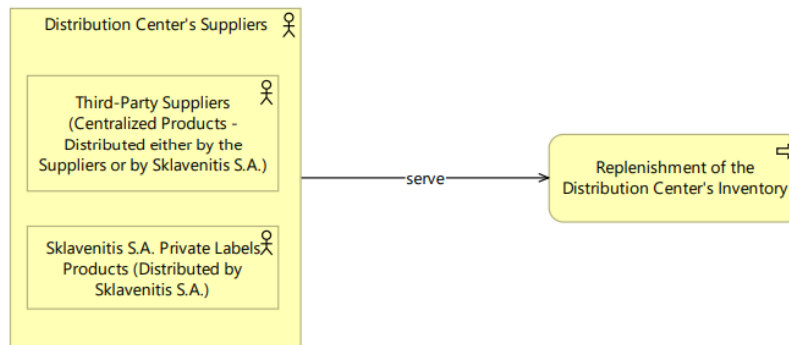 Distribution Center's Suppliers
Third-Party Suppliers
(Centralized Products -
Distributed either by the
Suppliers or by Sklavenitis S.A.)
serve
Replenishment of the
Distribution Center's Inventory
Sklavenitis S.A. Private Labels
Products (Distributed by
Sklavenitis S.A.)